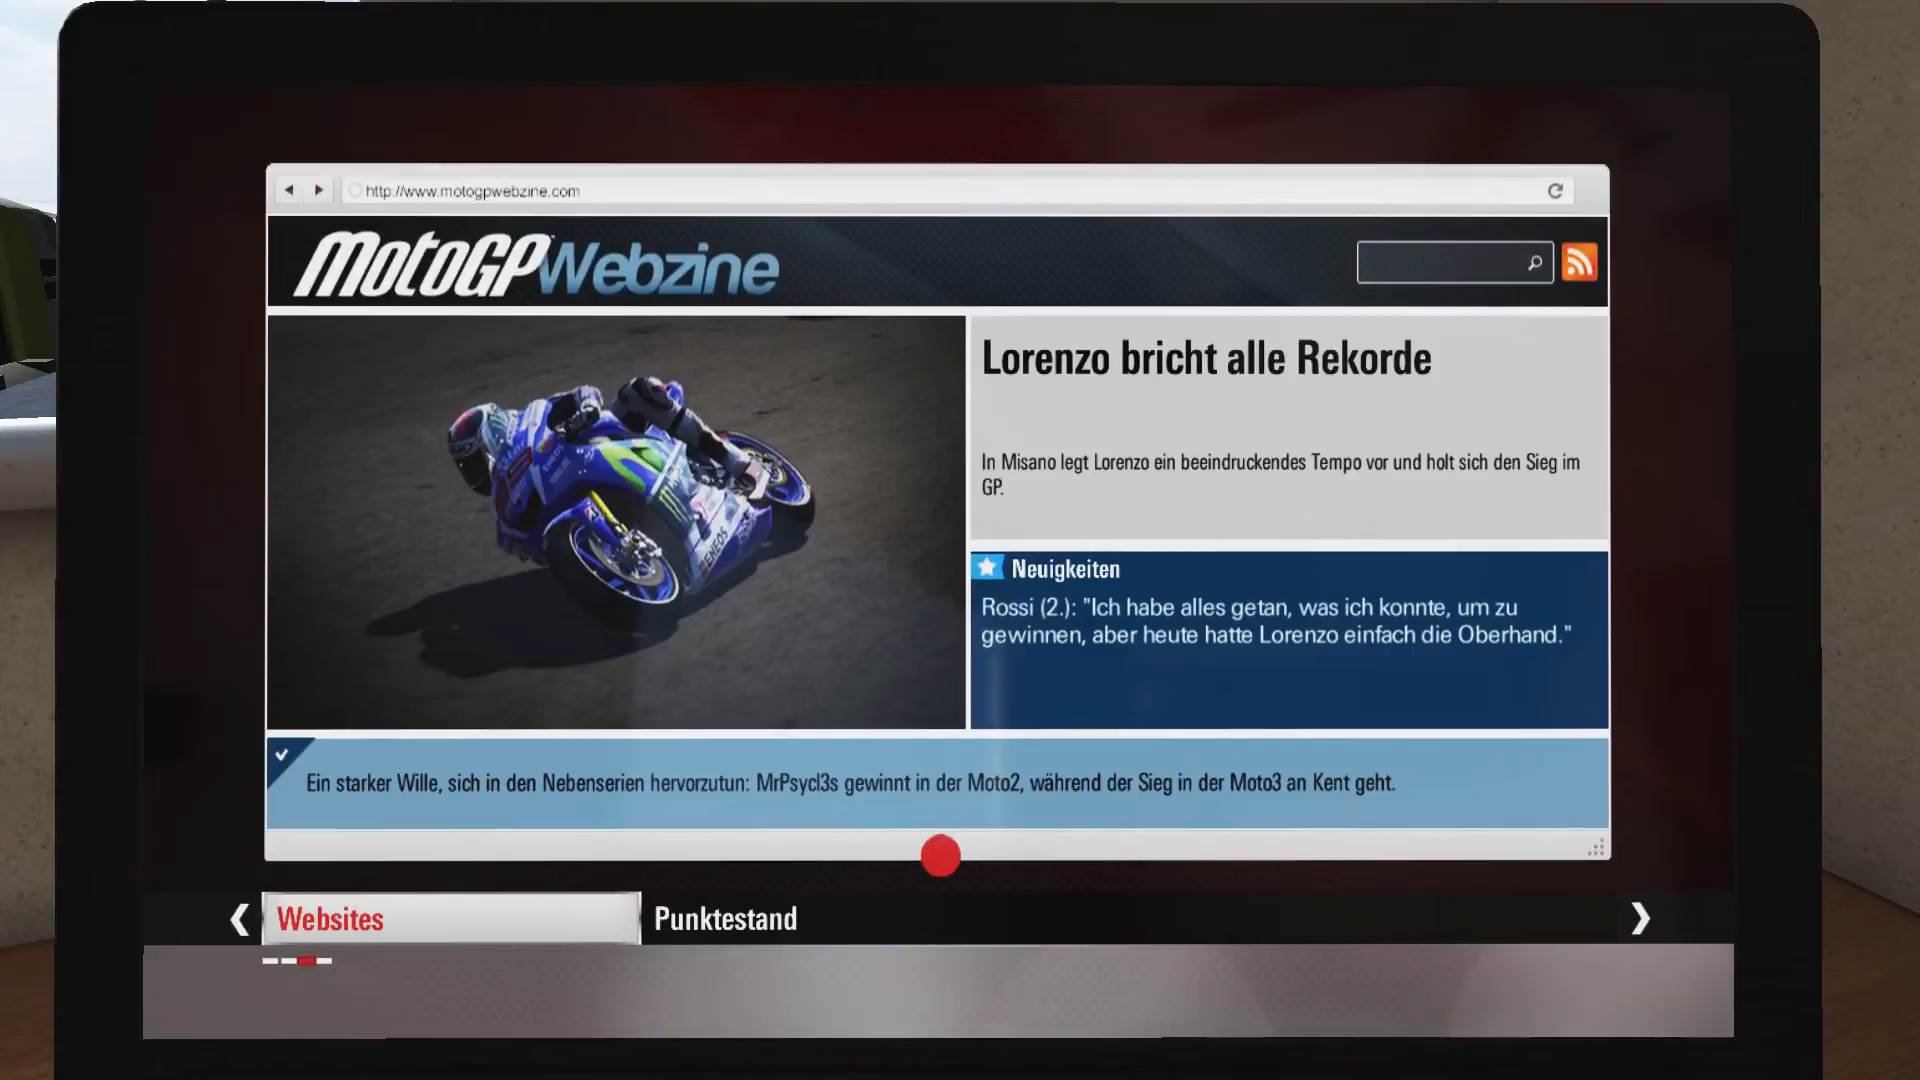 http://www.motogpwebzine.com
MotoGP Webzine
Lorenzo bricht alle Rekorde
In Misano legt Lorenzo ein beeindruckendes Tempo vor und holt sich den Sieg im
GP.
Neuigkeiten
Rossi (2.): "Ich habe alles getan, was ich konnte, um zu
gewinnen, aber heute hatte Lorenzo einfach die Oberhand."
ENEOS
Ein starker Wille, sich in den Nebenserien hervorzutun: MrPsycl3s gewinnt in der Moto2, während der Sieg in der Moto3 an Kent geht.
Websites
Punktestand